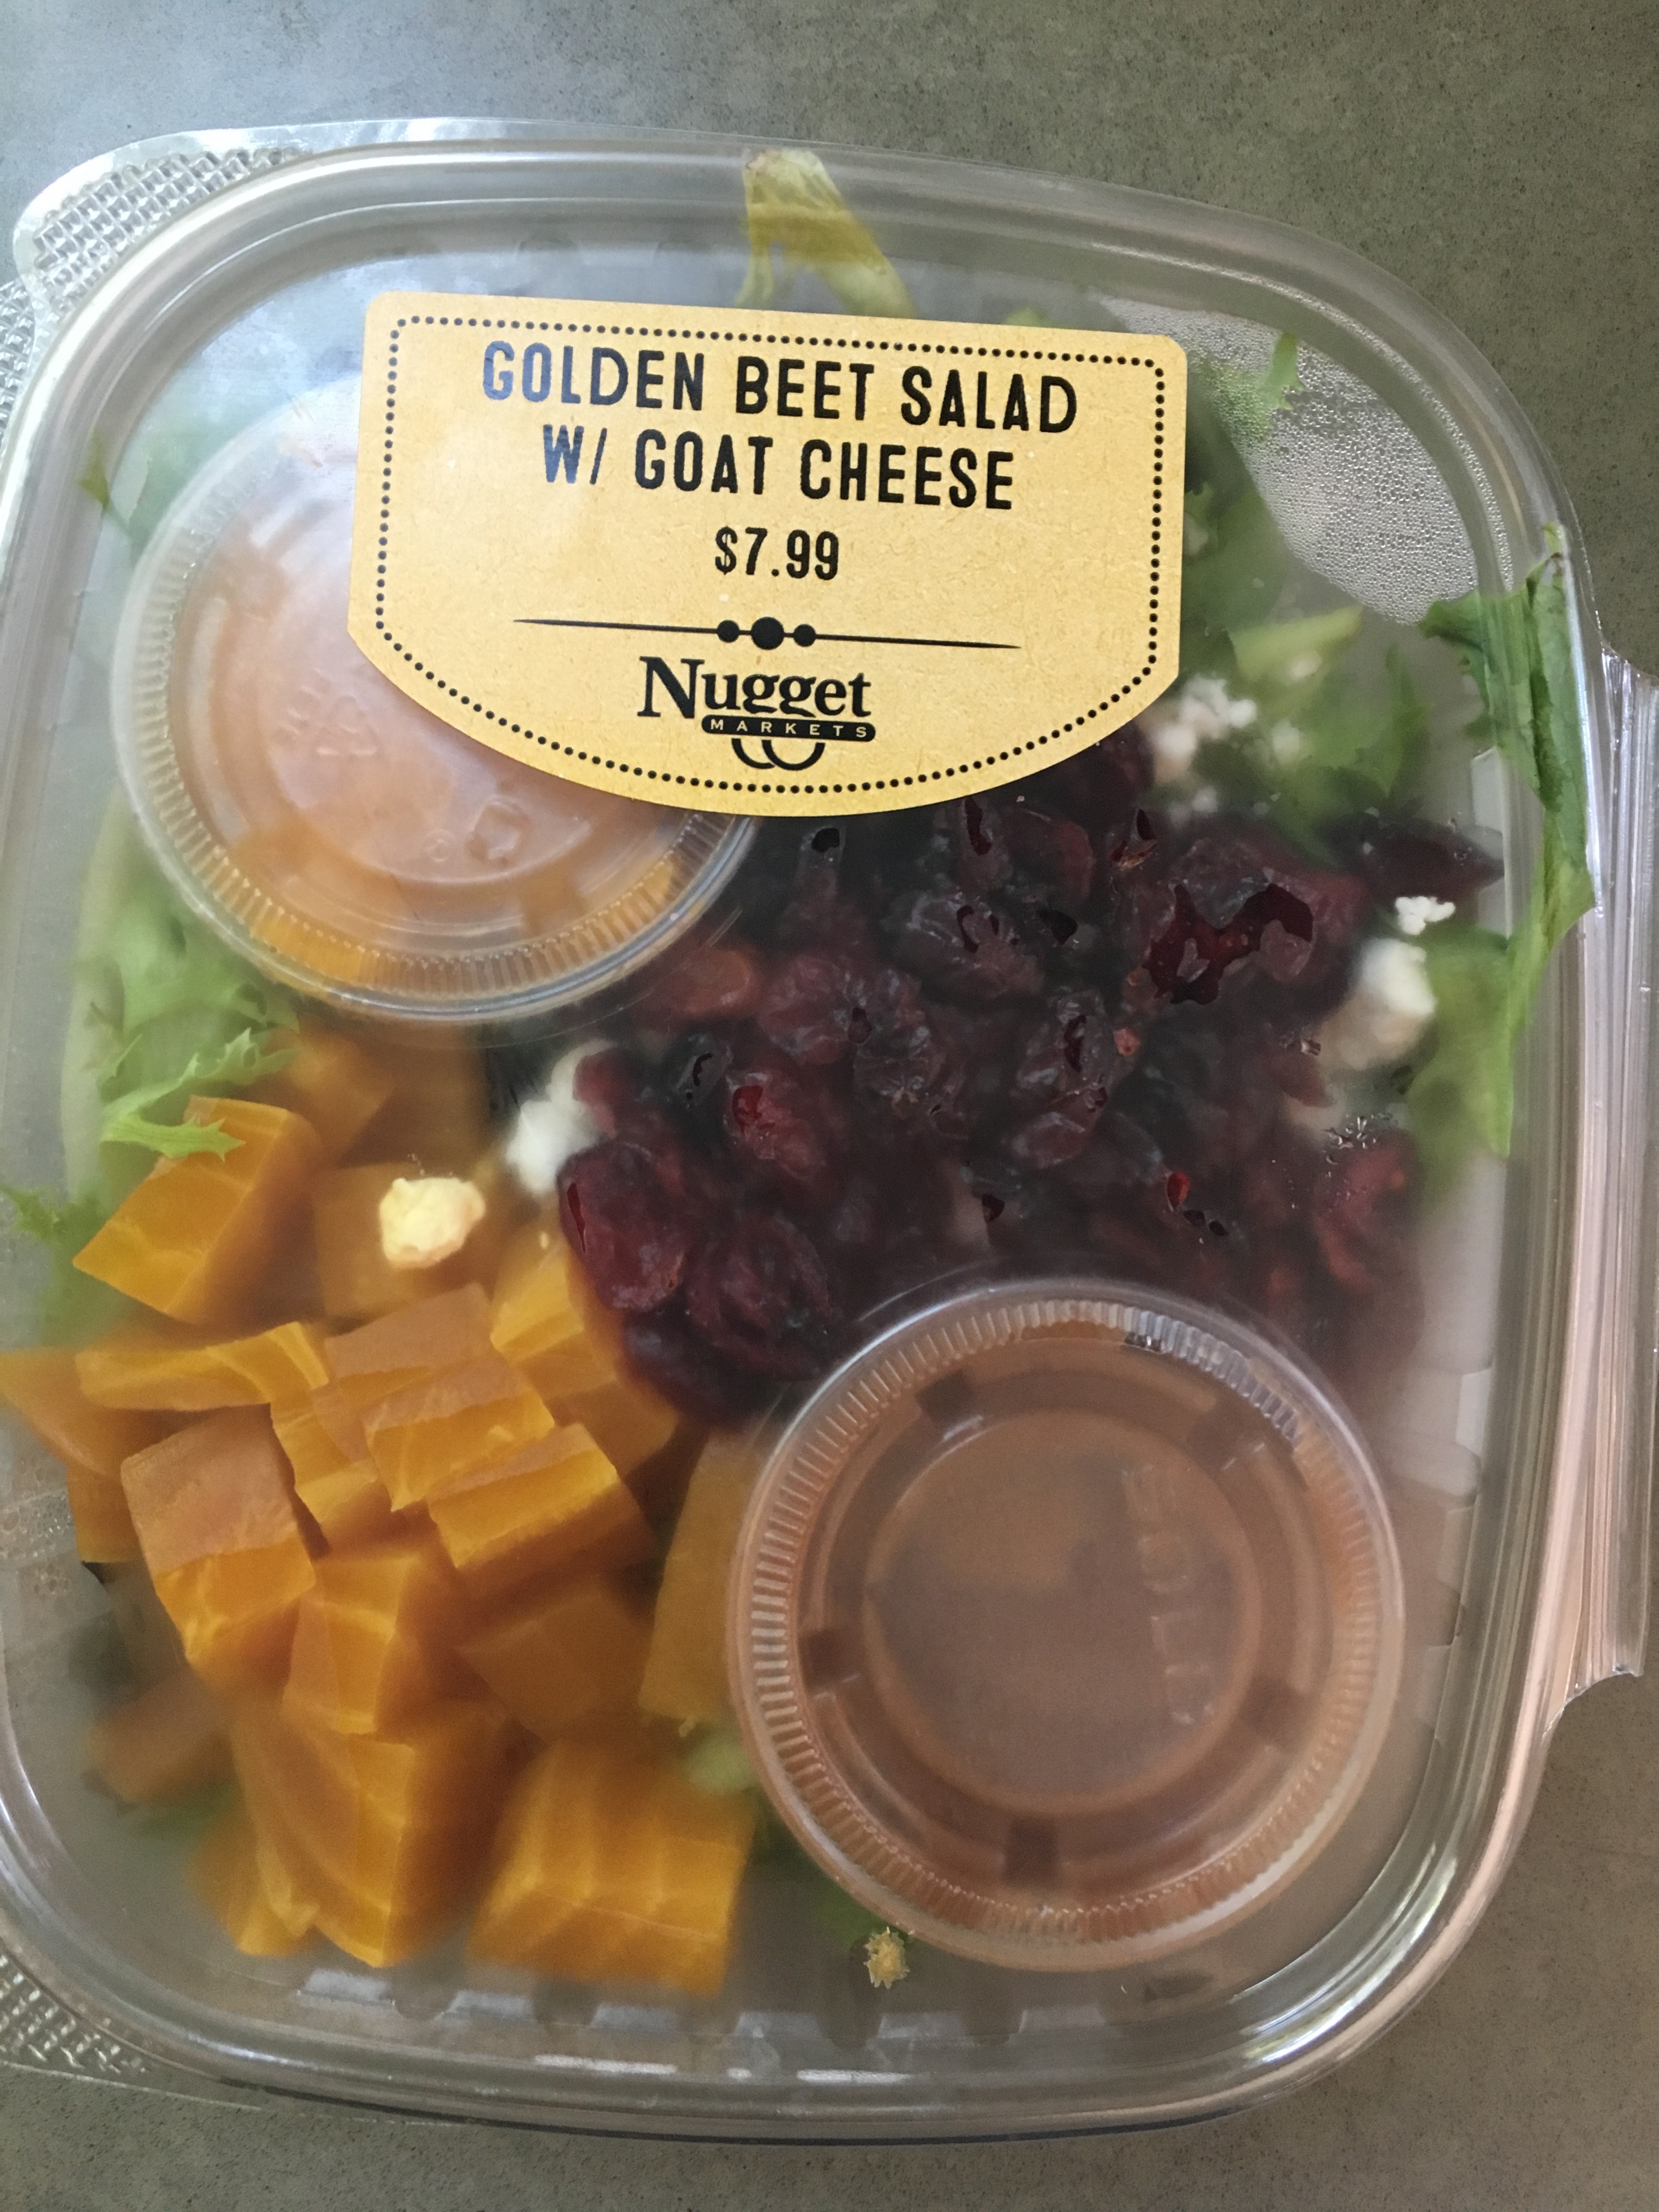 GOLDEN BEET SALAD
W/ GOAT CHEESE
$7.99
Nugget
MARKETS